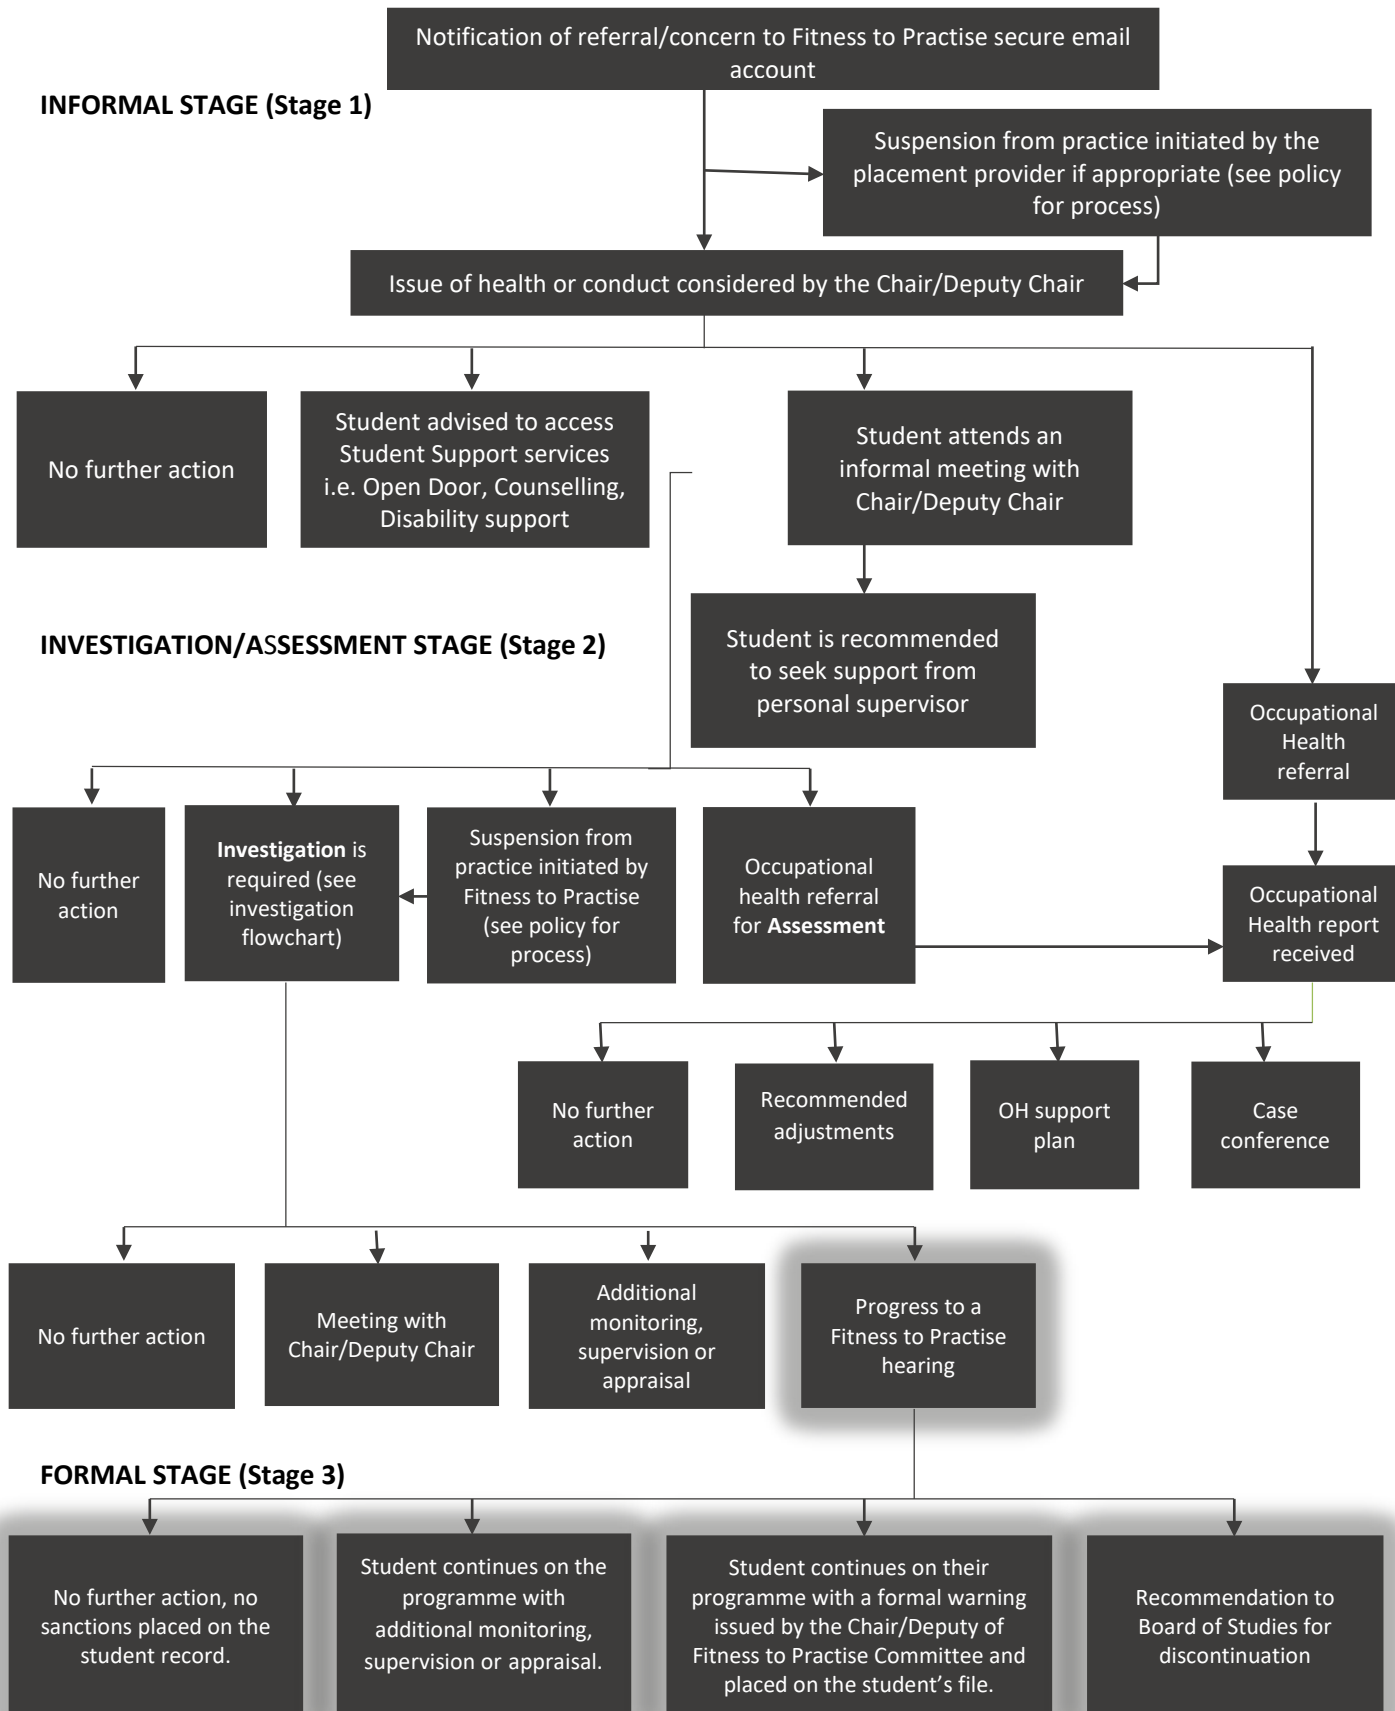 Notification of referral/concern to Fitness to Practise secure email
account
INFORMAL STAGE (Stage 1)
Suspension from practice initiated by the
placement provider if appropriate (see policy
for process)
Issue of health or conduct considered by the Chair/Deputy Chair
No further action
Student advised to access
Student Support services
i.e. Open Door, Counselling,
Disability support
Student attends an
informal meeting with
Chair/Deputy Chair
INVESTIGATION/ASSESSMENT STAGE (Stage 2)
Student is recommended
to seek support from
personal supervisor
Occupational
Health
referral
No further
action
Investigation is
required (see
investigation
flowchart)
Suspension from
practice initiated by
Fitness to Practise
(see policy for
process)
Occupational
health referral
for Assessment
Occupational
Health report
received
No further
action
Recommended
adjustments
OH support
plan
Case
conference
No further action
Meeting with
Chair/Deputy Chair
Additional
monitoring,
supervision or
appraisal
Progress to a
Fitness to Practise
hearing
FORMAL STAGE (Stage 3)
No further action, no
sanctions placed on the
student record.
Student continues on the
programme with
additional monitoring,
supervision or appraisal.
Student continues on their
programme with a formal warning
issued by the Chair/Deputy of
Fitness to Practise Committee and
placed on the student’s file.
Recommendation to
Board of Studies for
discontinuation